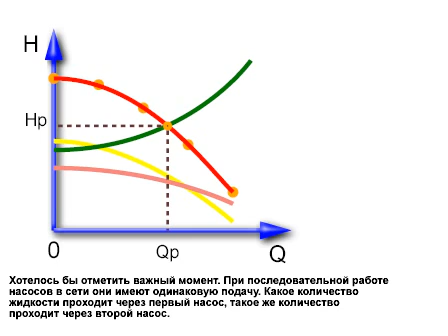 H
Hp
0
Qp
Q
Хотелось бы отметить важный момент. При последовательной работе
насосов в сети они имеют одинаковую подачу. Какое количество
жидкости проходит через первый насос, такое же количество
проходит через второй насос.